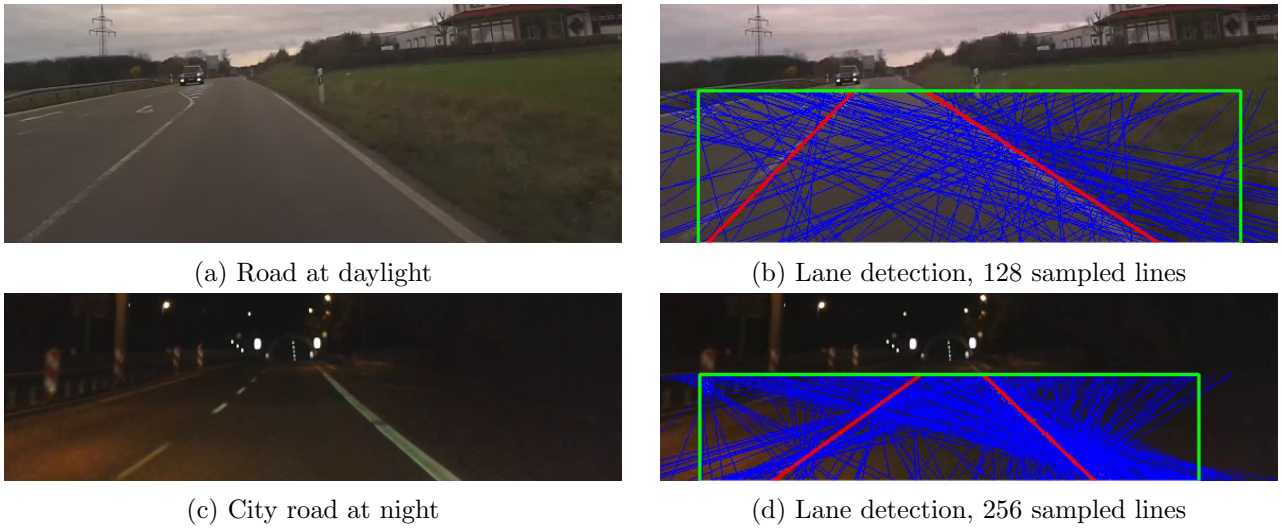 (a) Road at daylight
(b) Lane detection, 128 sampled lines
(c) City road at night
(d) Lane detection, 256 sampled lines